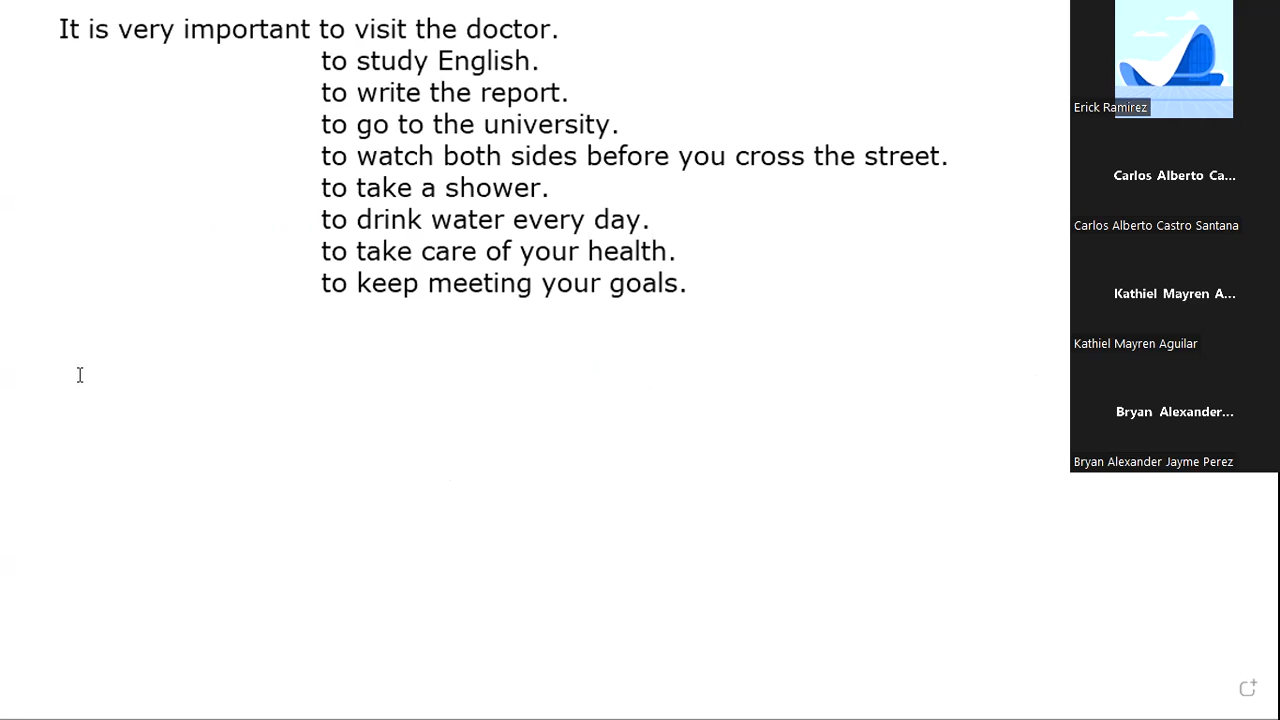 It is very important to visit the doctor.
to study English.
to write the report.
to go to the university.
to watch both sides before you cross the street.
to take a shower.
to drink water every day.
to take care of your health.
to keep meeting your goals.
Erick Ramirez
Carlos Alberto Ca...
Carlos Alberto Castro Santana
Kathiel Mayren A...
Kathiel Mayren Aguilar
Bryan Alexander...
Bryan Alexander Jayme Perez